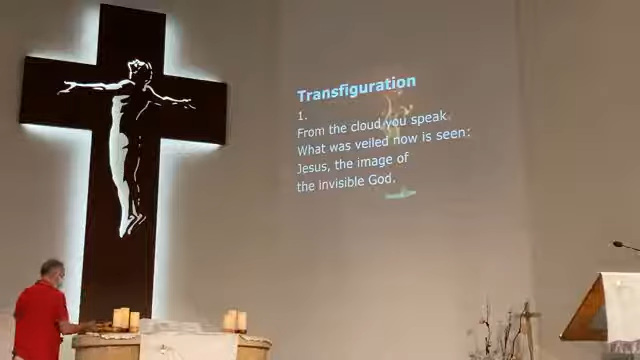 Transfiguration
1.
From the cloud you speak.
What was veiled now is seen:
Jesus, the image of
the invisible God.